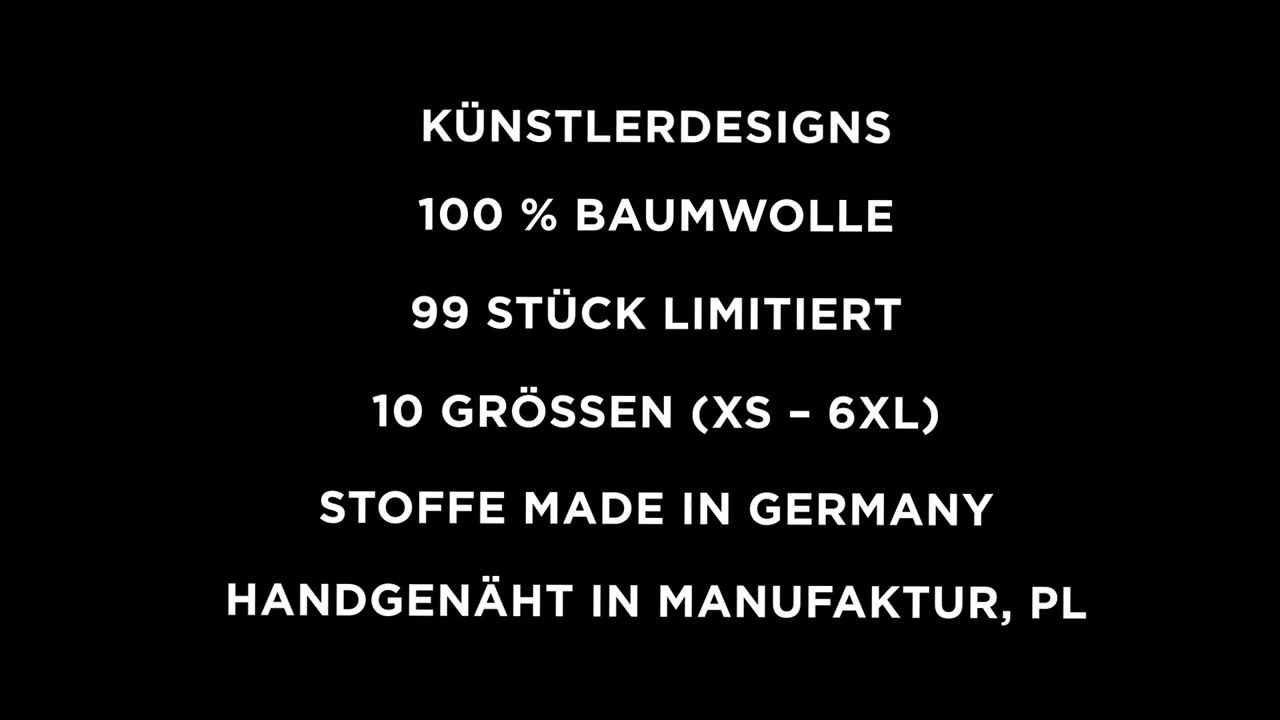 KÜNSTLERDESIGNS
100 % BAUMWOLLE
99 STÜCK LIMITIERT
10 GRÖSSEN (XS – 6XL)
STOFFE MADE IN GERMANY
HANDGENÄHT IN MANUFAKTUR, PL